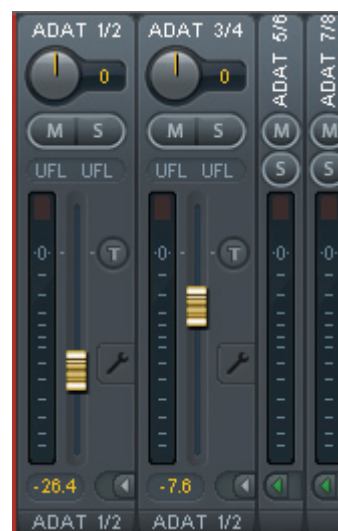 ADAT 1/2
0
M S
UFL UFL
-0-
T
-26.4
ADAT 1/2
ADAT 3/4
0
M S
UFL UFL
-0-
T
-7.6
ADAT 1/2
ADAT 5/6
M
S
-0-
ADAT 7/8
M
S
-0-